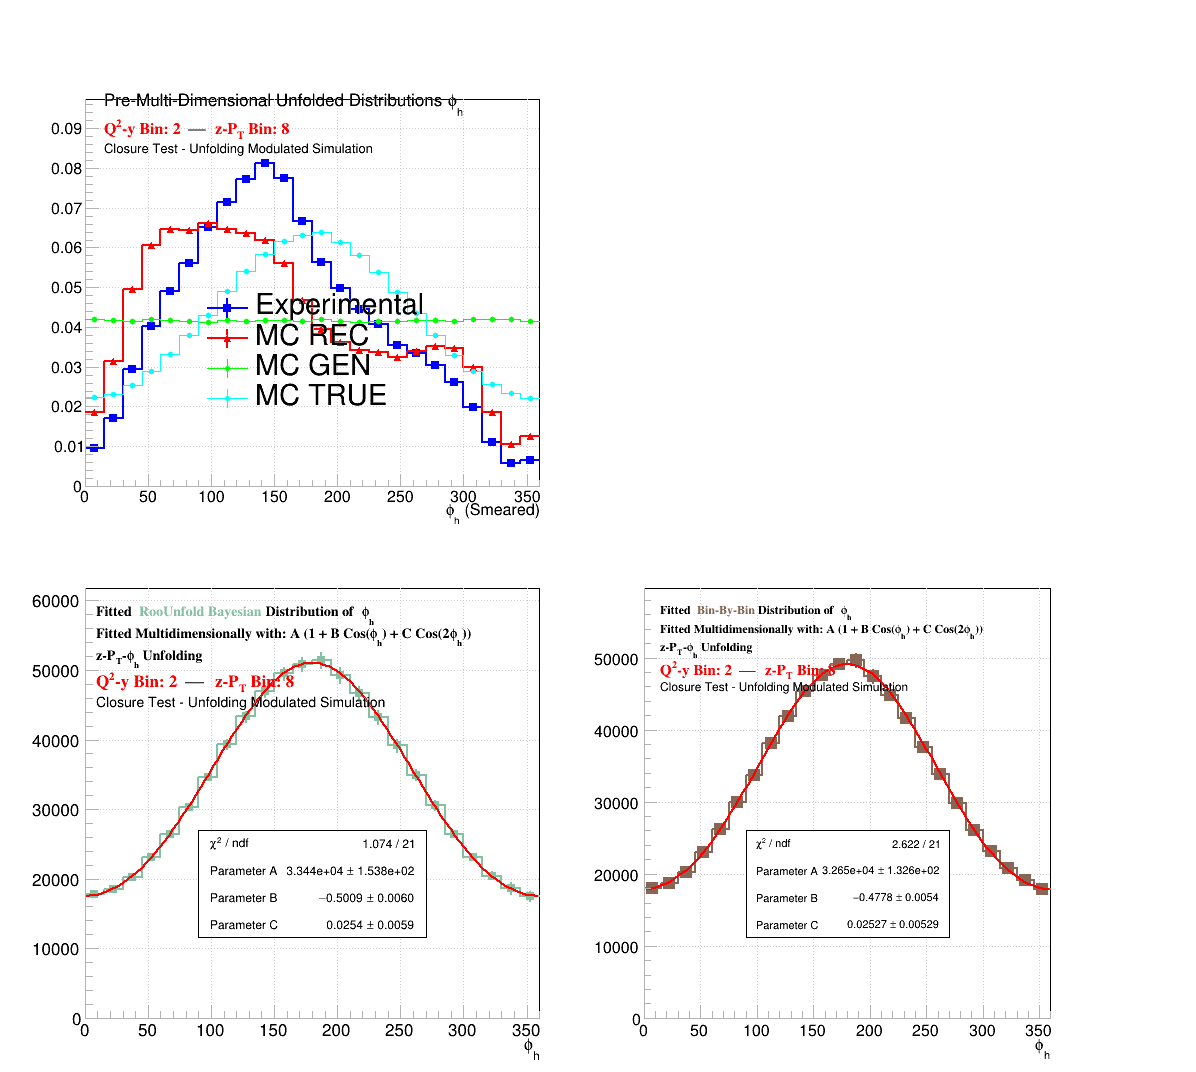 Pre-Multi-Dimensional Unfolded Distributions ϕh
Q²-y Bin: 2 — z-PT Bin: 8
Closure Test - Unfolding Modulated Simulation
0.09
0.08
0.07
0.06
0.05
0.04
0.03
0.02
0.01
0
Experimental
MC REC
MC GEN
MC TRUE
0 50 100 150 200 250 300 350
ϕh (Smeared)
Fitted RooUnfold Bayesian Distribution of ϕh
Fitted Multidimensionally with: A (1 + B Cos(ϕh) + C Cos(2ϕh))
z-PT-ϕh Unfolding
Q²-y Bin: 2 — z-PT Bin: 8
Closure Test - Unfolding Modulated Simulation
60000
50000
40000
30000
20000
10000
0
χ² / ndf 1.074 / 21
Parameter A 3.344e+04 ± 1.538e+02
Parameter B −0.5009 ± 0.0060
Parameter C 0.0254 ± 0.0059
0 50 100 150 200 250 300 350
ϕh
Fitted Bin-By-Bin Distribution of ϕh
Fitted Multidimensionally with: A (1 + B Cos(ϕh) + C Cos(2ϕh))
z-PT-ϕh Unfolding
Q²-y Bin: 2 — z-PT Bin: 8
Closure Test - Unfolding Modulated Simulation
50000
40000
30000
20000
10000
0
χ² / ndf 2.622 / 21
Parameter A 3.265e+04 ± 1.326e+02
Parameter B −0.4778 ± 0.0054
Parameter C 0.02527 ± 0.00529
0 50 100 150 200 250 300 350
ϕh